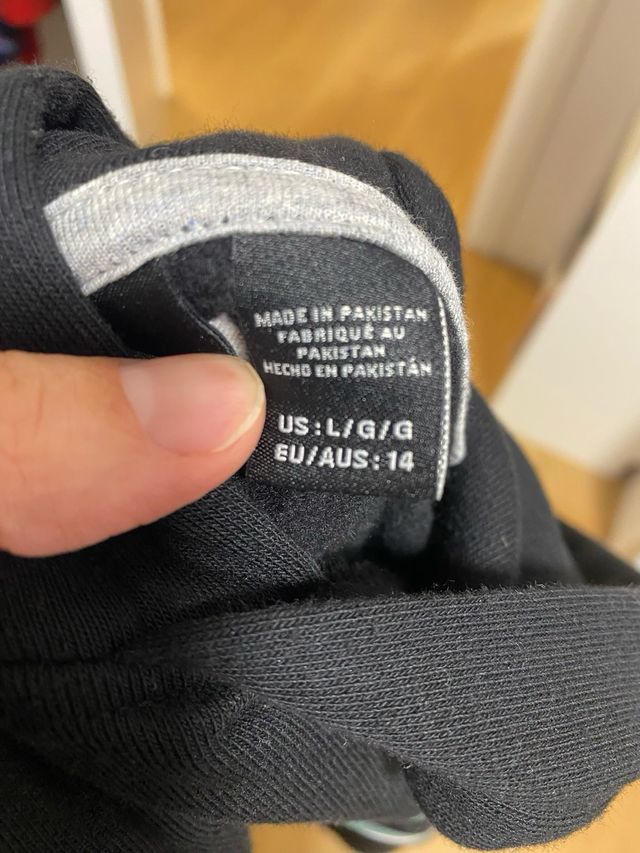 MADE IN PAKISTAN
FABRIQUÉ AU
PAKISTAN
HECHO EN PAKISTÁN
US:L/G/G
EU/AUS:14